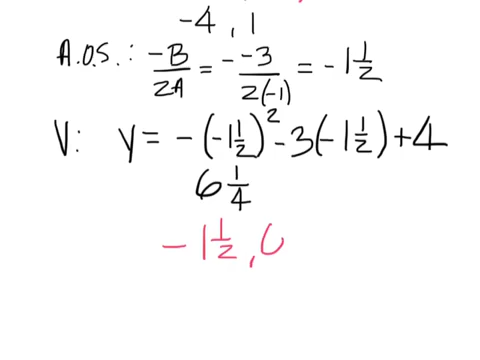 -4, 1
A.O.S.: -B/2A = - -3/2(-1) = -1 1/2
V: y = -(-1 1/2)^2 - 3(-1 1/2) + 4
6 1/4
-1 1/2,